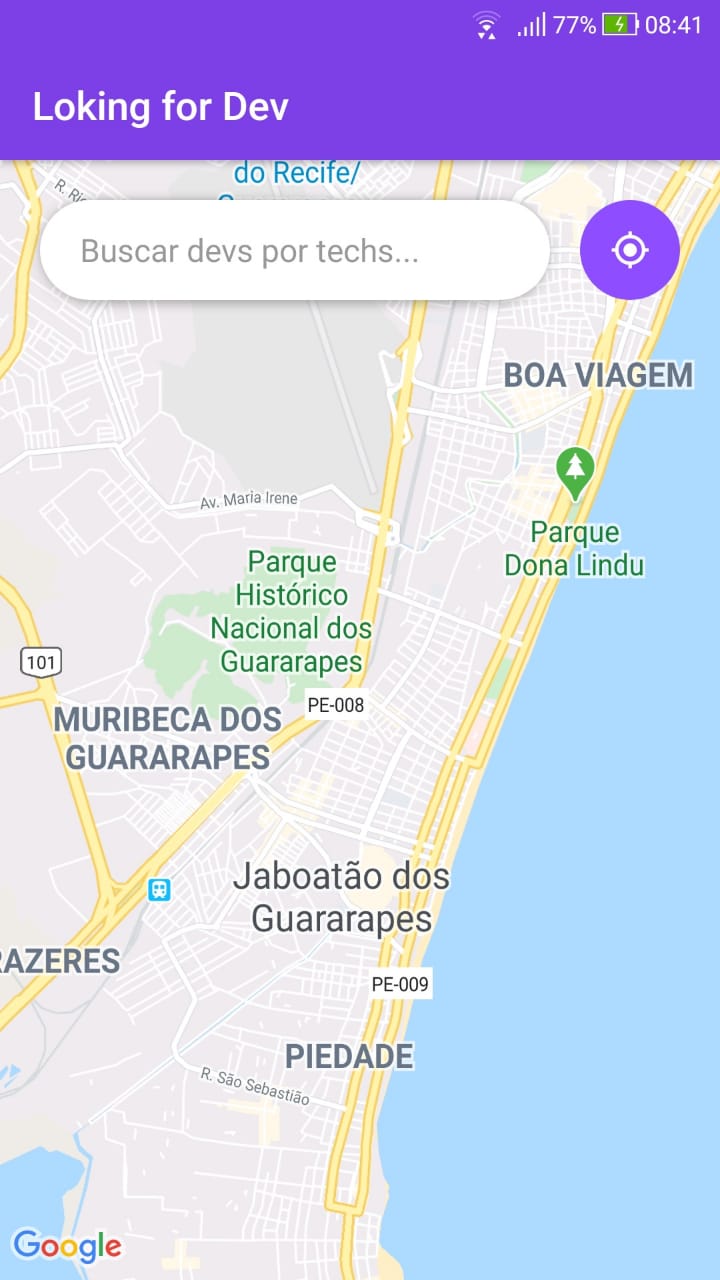 77% 08:41
Loking for Dev
do Recife/
R. Ri
Buscar devs por techs...
BOA VIAGEM
Av. Maria Irene
Parque
Dona Lindu
Parque
Histórico
Nacional dos
Guararapes
101
PE-008
MURIBECA DOS
GUARARAPES
Jaboatão dos
Guararapes
RAZERES
PE-009
PIEDADE
R. São Sebastião
Google